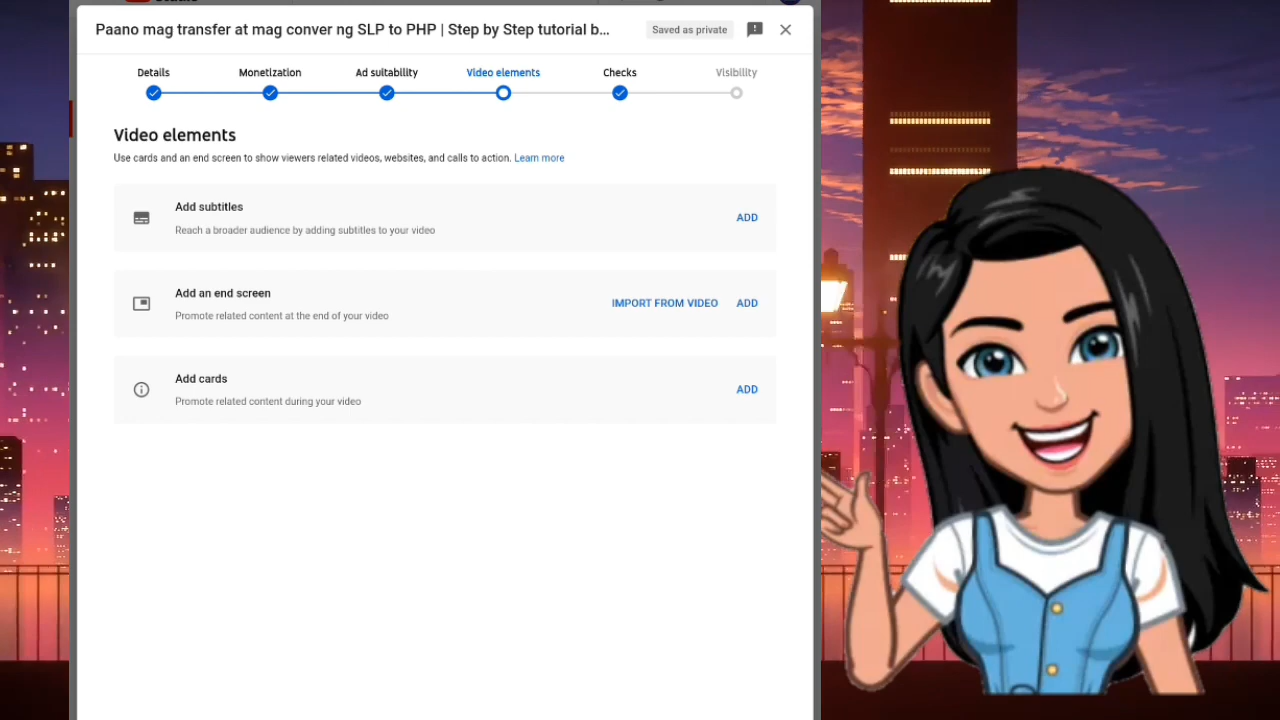 Paano mag transfer at mag conver ng SLP to PHP | Step by Step tutorial b...
Saved as private
Details
Monetization
Ad suitability
Video elements
Checks
Visibility
Video elements
Use cards and an end screen to show viewers related videos, websites, and calls to action. Learn more
Add subtitles
ADD
Reach a broader audience by adding subtitles to your video
Add an end screen
IMPORT FROM VIDEO
ADD
Promote related content at the end of your video
Add cards
ADD
Promote related content during your video